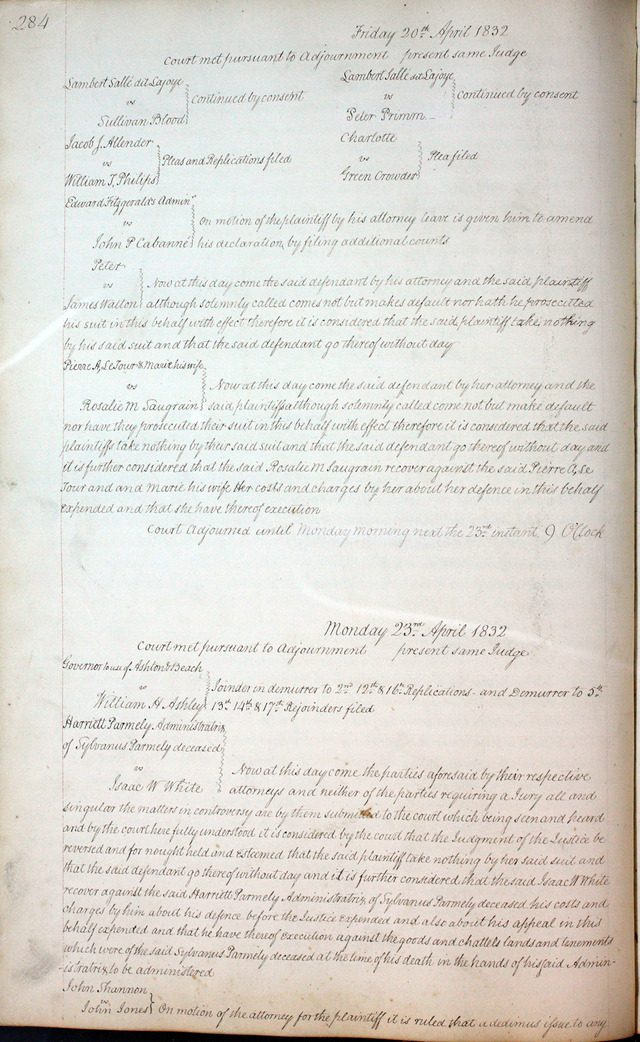 284
Friday 20th April 1832
Court met pursuant to Adjournment present same Judge
Lambert Sallé dit Lajoye
vs
Sullivan Blood
Continued by consent
Lambert Sallé dit Lajoye
vs
Peter Primm
Continued by consent
Jacob J. Allender
vs
William T. Philips
Pleas and Replications filed
Charlotte
vs
Green Crowder
Plea filed
Edward Fitzgerald's Admin
vs
John P Cabanné
On motion of the plaintiff by his attorney leave is given him to amend
his declaration by filing additional counts
Peter
vs
James Walton
Now at this day come the said defendant by his attorney and the said plaintiff
although solemnly called comes not but makes default nor hath he prosecuted
his suit in this behalf with effect therefore it is considered that the said plaintiff take nothing
by his said suit and that the said defendant go thereof without day
Pierre A, Le Tour & Marie his wife
vs
Rosalie M Saugrain
Now at this day come the said defendant by her attorney and the
said plaintiffs although solemnly called come not but make default
nor have they prosecuted their suit in this behalf with effect therefore it is considered that the said
plaintiffs take nothing by their said suit and that the said defendant go thereof without day and
it is further considered that the said Rosalie M Saugrain recover against the said Pierre A, Le
Tour and and Marie his wife Her costs and charges by her about her defence in this behalf
expended and that she have thereof execution
Court Adjourned until Monday morning next the 23rd instant 9 OClock
Monday 23rd April 1832
Court met pursuant to Adjournment present same Judge
Governor to use of Ashton & Beach
vs
William H Ashley
Joinder in demurrer to 2nd 12th & 16th Replications and Demurrer to 5th
13th 14th & 17th Rejoinders filed
Harriett Parmely Administratrix
of Sylvanus Parmely deceased
vs
Isaac W White
Now at this day come the parties aforesaid by their respective
attorneys and neither of the parties requiring a Jury all and
singular the matters in controversy are by them submitted to the court which being seen and heard
and by the court here fully understood it is considered by the court that the Judgment of the Justice be
reversed and for nought held and esteemed that the said plaintiff take nothing by her said suit and
that the said defendant go thereof without day and it is further considered that the said Isaac W White
recover against the said Harriett Parmely Administratrix of Sylvanus Parmely deceased his costs and
charges by him about his defence before the Justice expended and also about his appeal in this
behalf expended and that he have thereof execution against the goods and chattels lands and tenements
which were of the said Sylvanus Parmely deceased at the time of his death in the hands of his said Admin-
-istratrix to be administered
John Shannon
vs
John Jones
On motion of the attorney for the plaintiff it is ruled that a dedimus issue to any